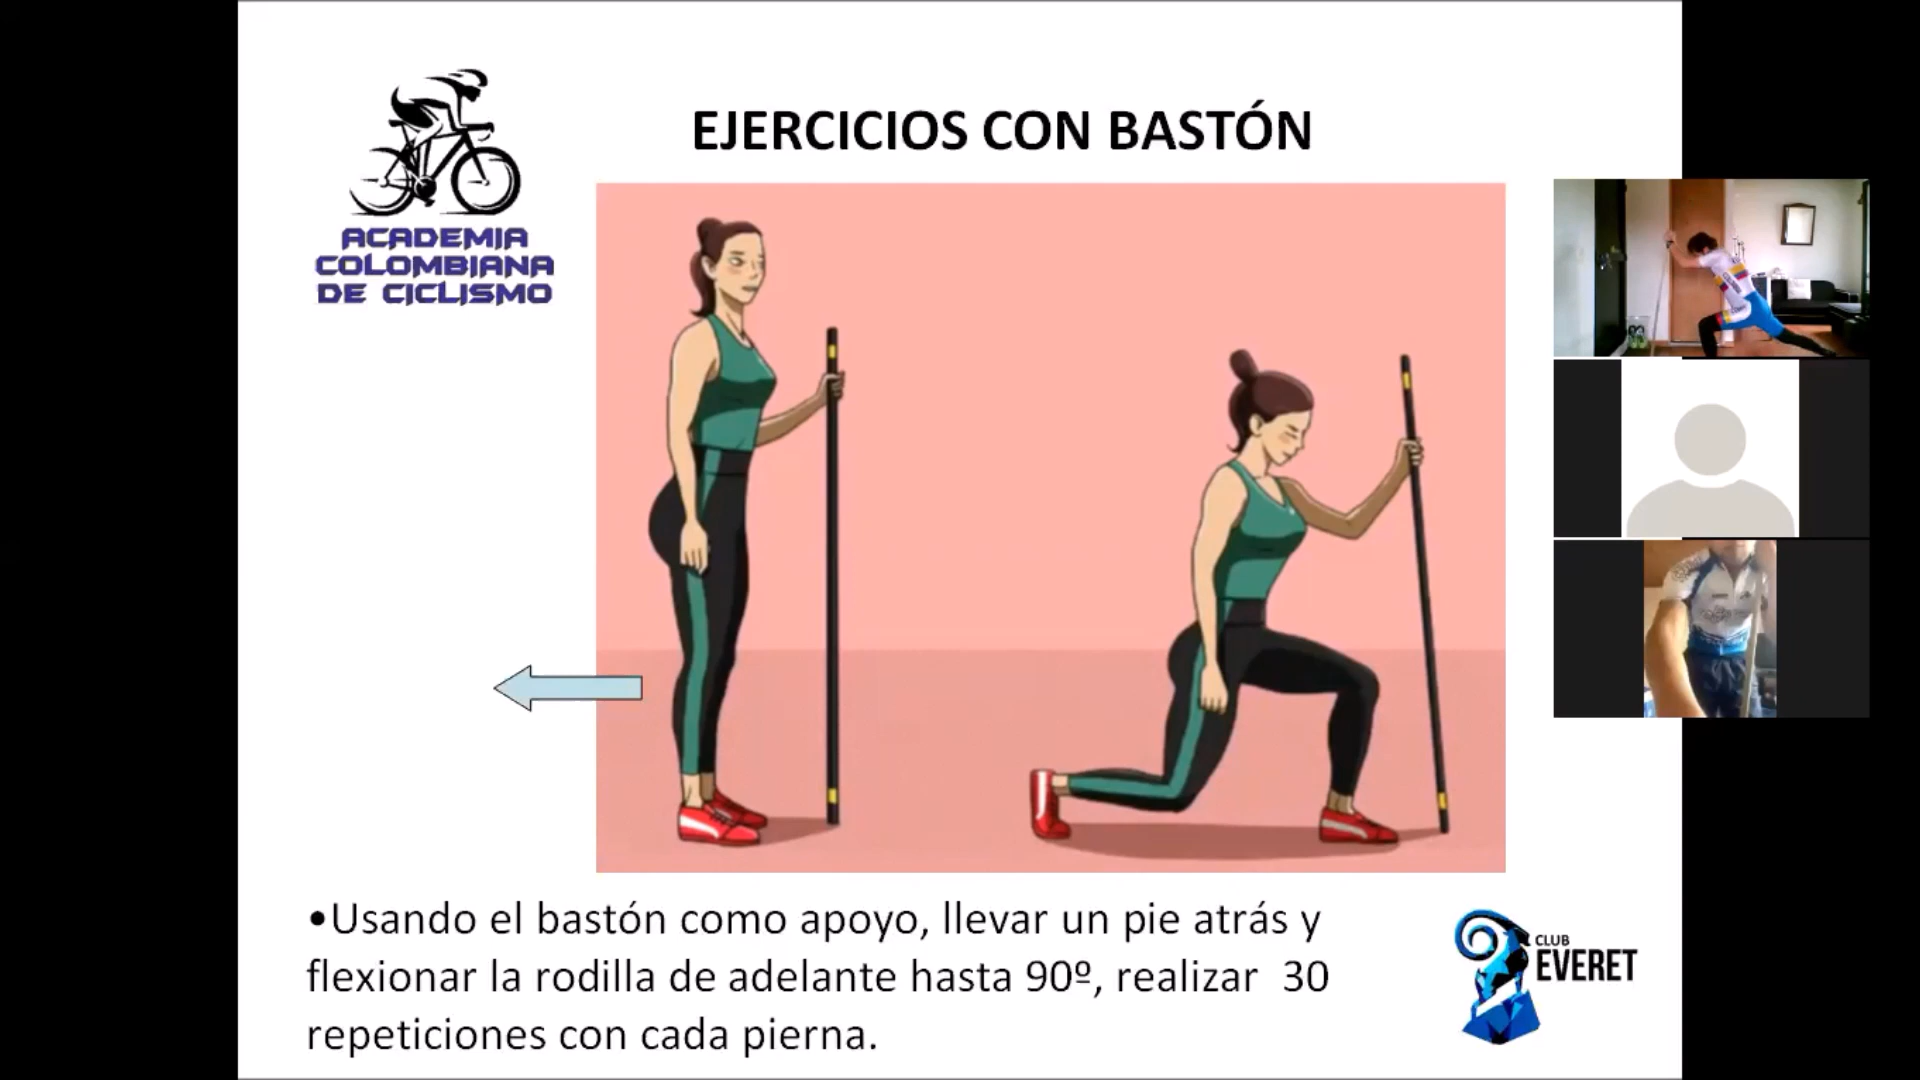 EJERCICIOS CON BASTÓN
ACADEMIA
COLOMBIANA
DE CICLISMO
•Usando el bastón como apoyo, llevar un pie atrás y
flexionar la rodilla de adelante hasta 90º, realizar 30
repeticiones con cada pierna.
CLUB
EVERET